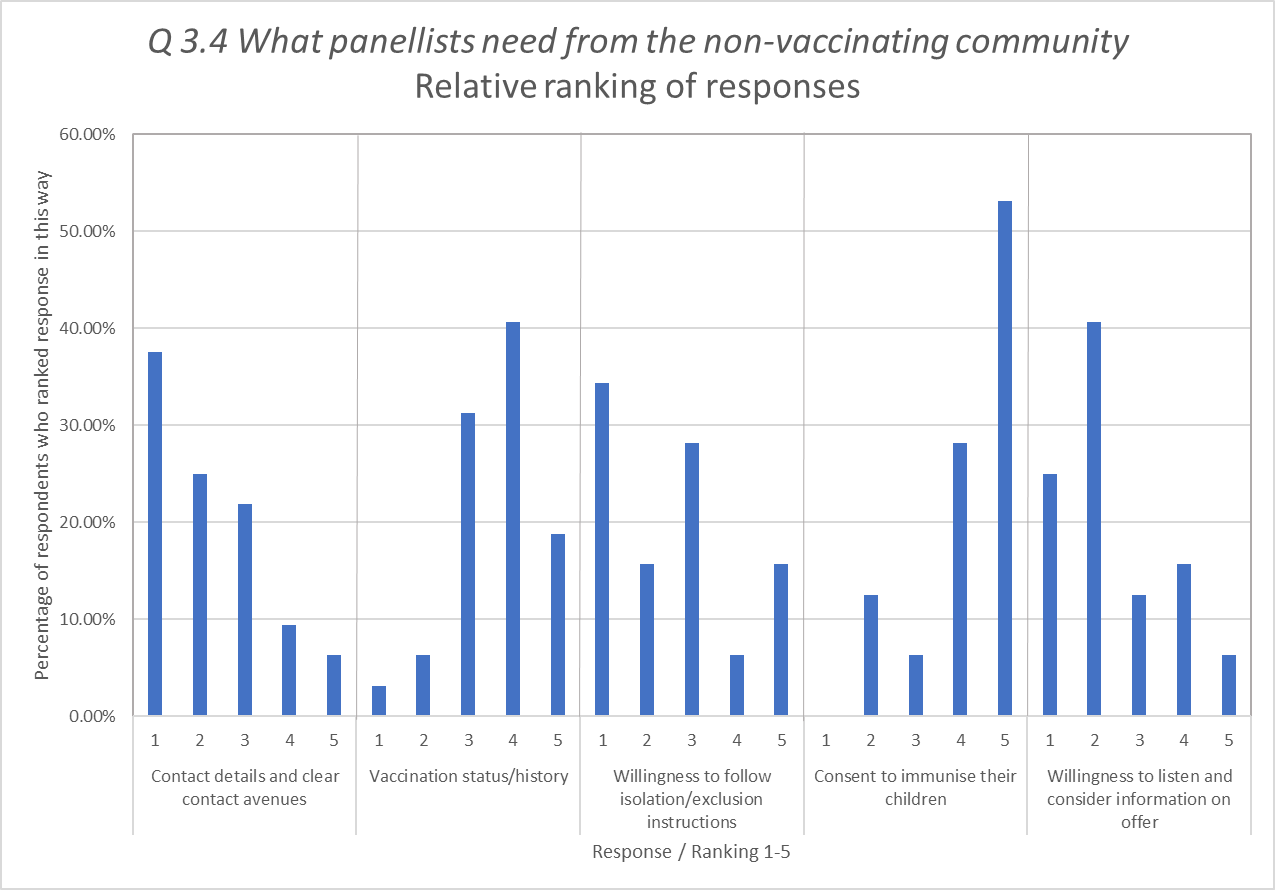 Q 3.4 What panellists need from the non-vaccinating community
Relative ranking of responses
Percentage of respondents who ranked response in this way
60.00%
50.00%
40.00%
30.00%
20.00%
10.00%
0.00%
1 2 3 4 5 1 2 3 4 5 1 2 3 4 5 1 2 3 4 5 1 2 3 4 5
Contact details and clear
contact avenues
Vaccination status/history
Willingness to follow
isolation/exclusion
instructions
Consent to immunise their
children
Willingness to listen and
consider information on
offer
Response / Ranking 1-5